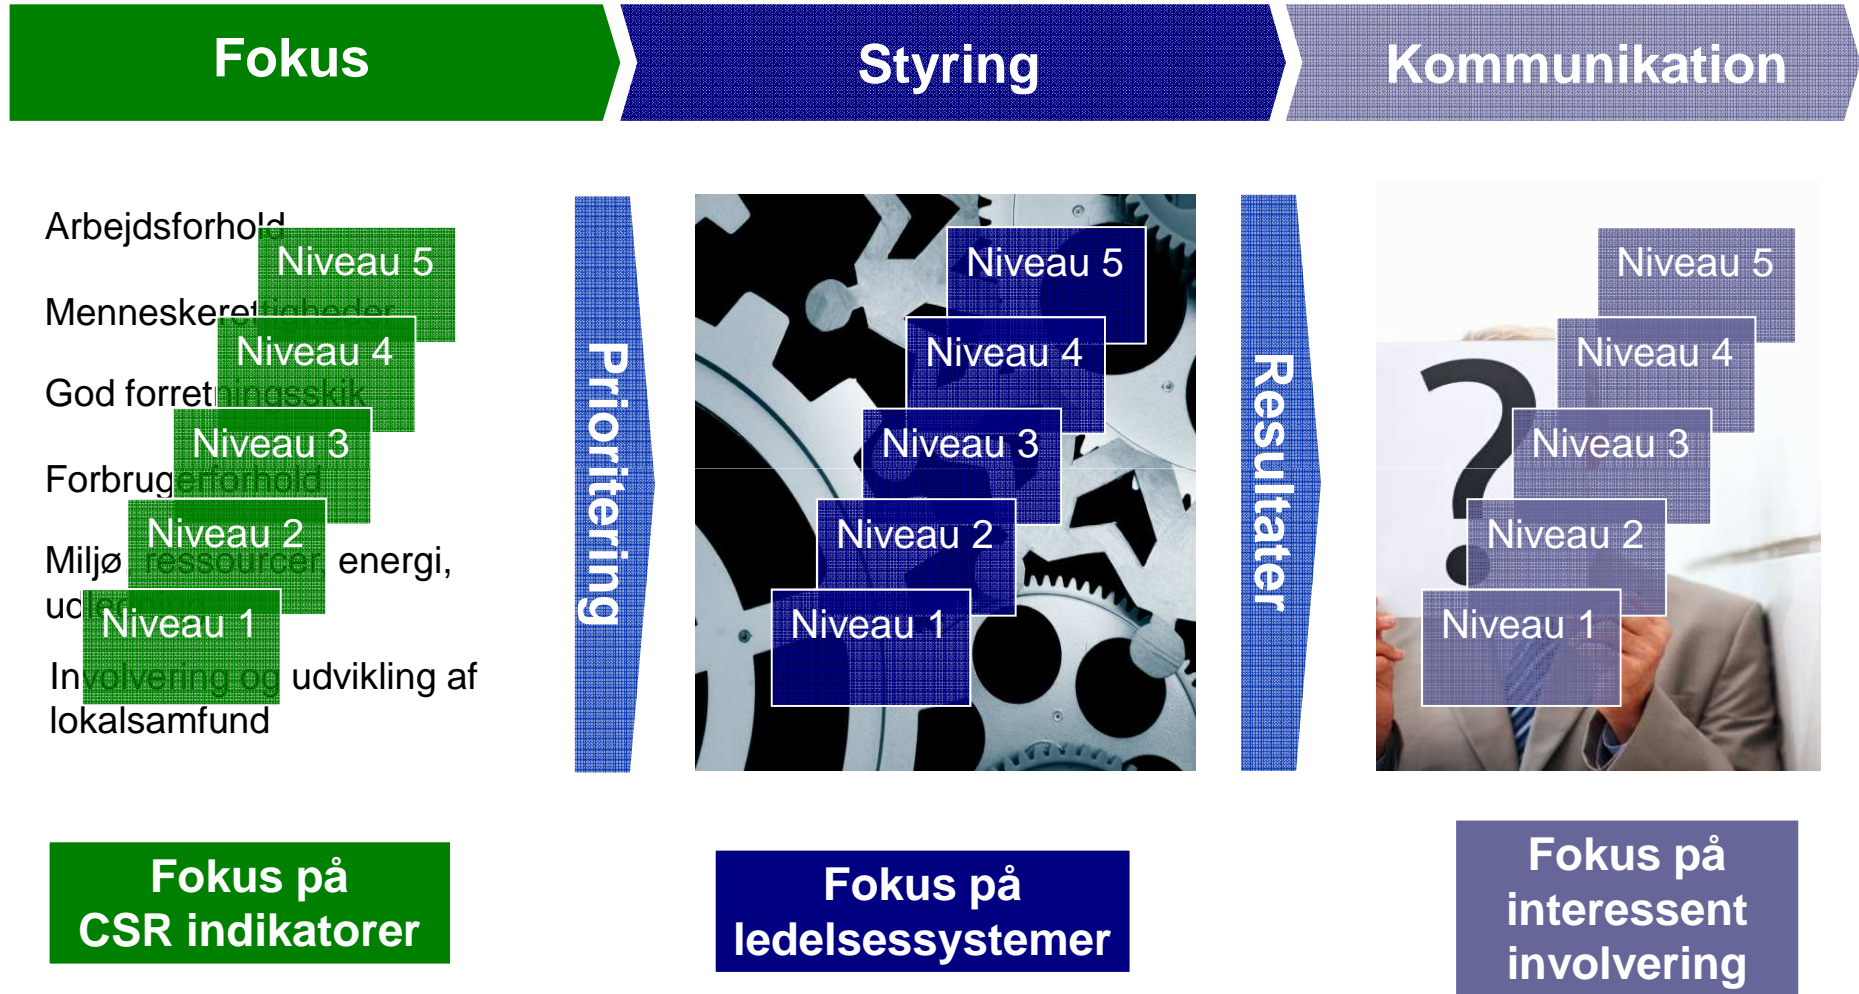 Fokus
Styring
Kommunikation
Arbejdsforhold
Menneskerettigheder
God forretningsskik
Forbrugerforhold
Miljø ressourcer energi,
udledning
Involvering og udvikling af
lokalsamfund
Niveau 5
Niveau 4
Niveau 3
Niveau 2
Niveau 1
Prioritering
Niveau 5
Niveau 4
Niveau 3
Niveau 2
Niveau 1
Resultater
?
Niveau 5
Niveau 4
Niveau 3
Niveau 2
Niveau 1
Fokus på
CSR indikatorer
Fokus på
ledelsessystemer
Fokus på
interessent
involvering